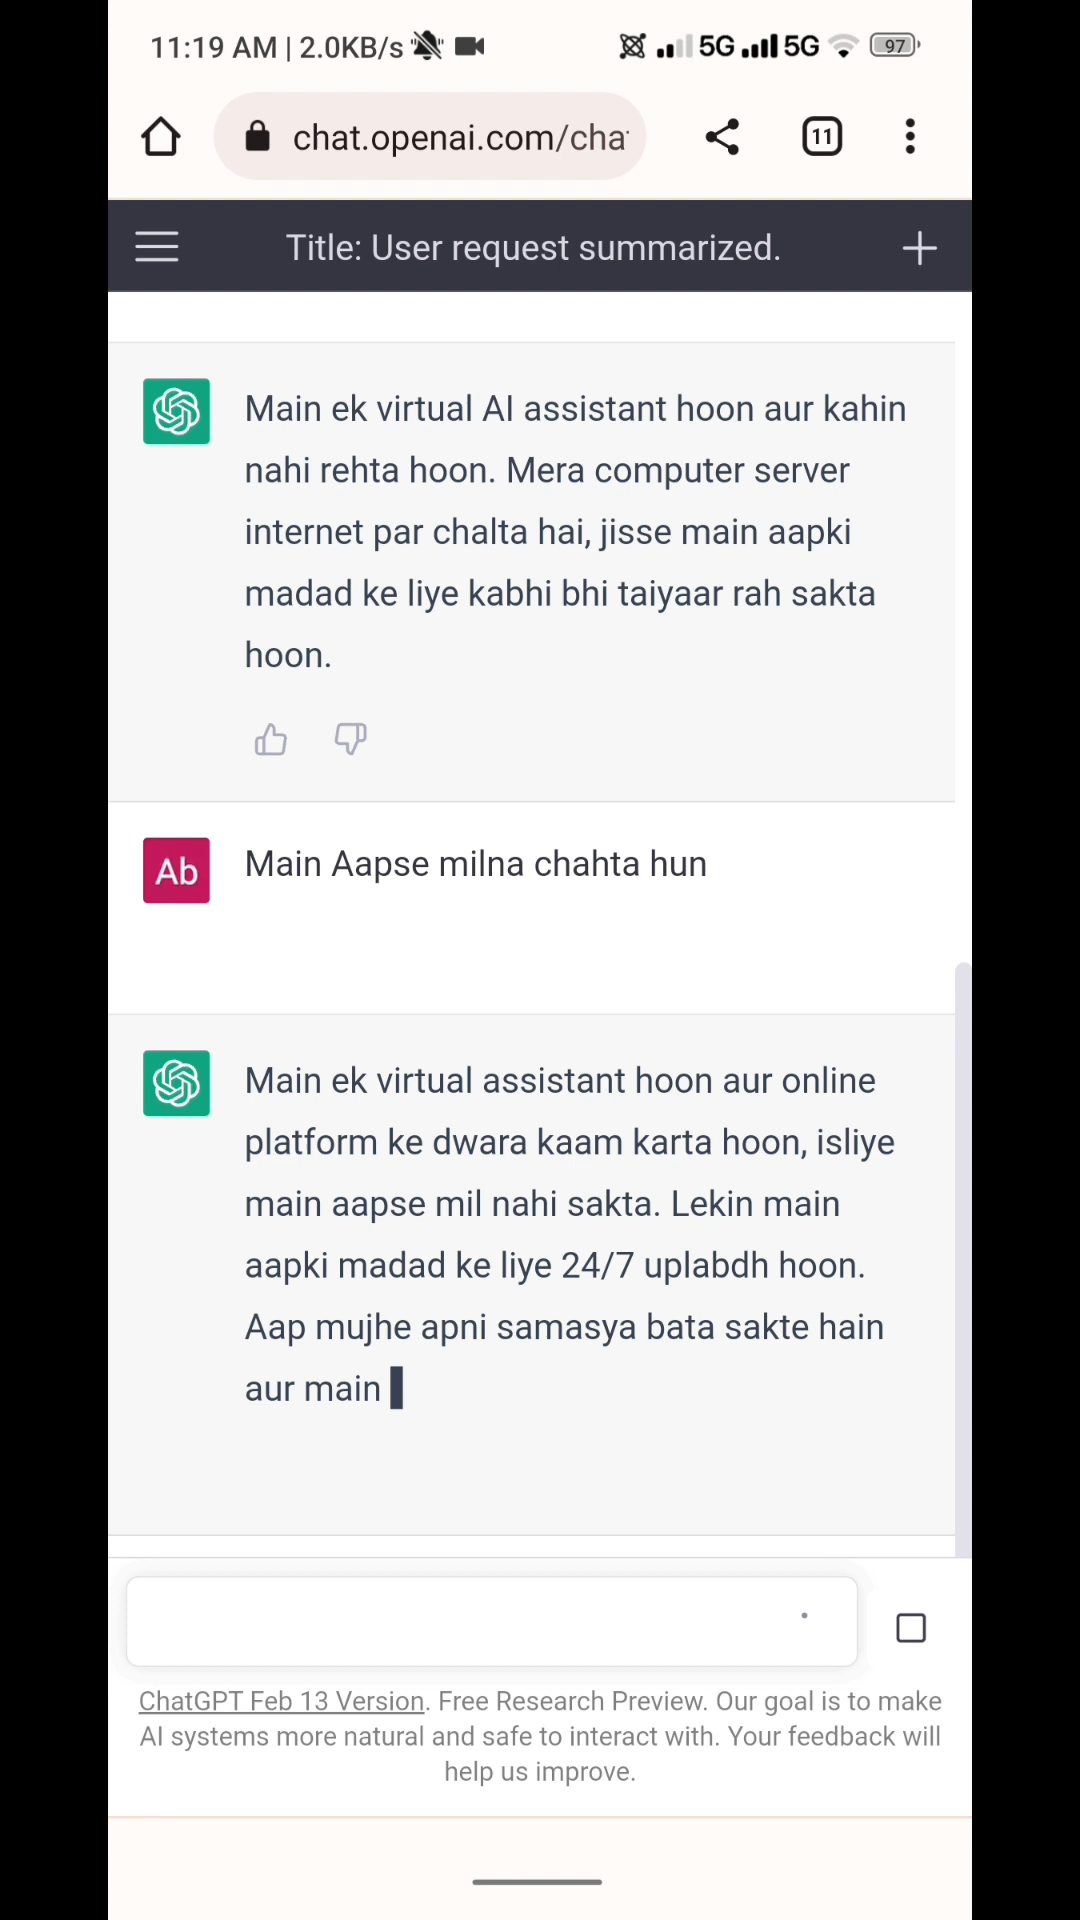 11:19 AM | 2.0KB/s 5G 5G 97
chat.openai.com/cha
11
Title: User request summarized.
Main ek virtual AI assistant hoon aur kahin
nahi rehta hoon. Mera computer server
internet par chalta hai, jisse main aapki
madad ke liye kabhi bhi taiyaar rah sakta
hoon.
Ab
Main Aapse milna chahta hun
Main ek virtual assistant hoon aur online
platform ke dwara kaam karta hoon, isliye
main aapse mil nahi sakta. Lekin main
aapki madad ke liye 24/7 uplabdh hoon.
Aap mujhe apni samasya bata sakte hain
aur main
ChatGPT Feb 13 Version. Free Research Preview. Our goal is to make
AI systems more natural and safe to interact with. Your feedback will
help us improve.